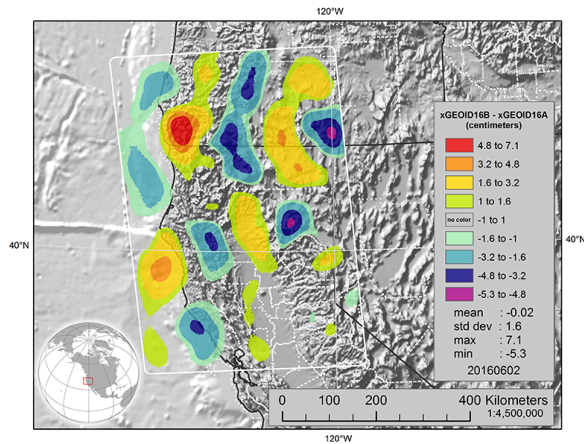 120°W
xGEOID16B - xGEOID16A
(centimeters)
4.8 to 7.1
3.2 to 4.8
1.6 to 3.2
1 to 1.6
no color -1 to 1
-1.6 to -1
-3.2 to -1.6
-4.8 to -3.2
-5.3 to -4.8
mean : -0.02
std dev : 1.6
max : 7.1
min : -5.3
20160602
40°N
40°N
0 100 200 400 Kilometers
1:4,500,000
120°W